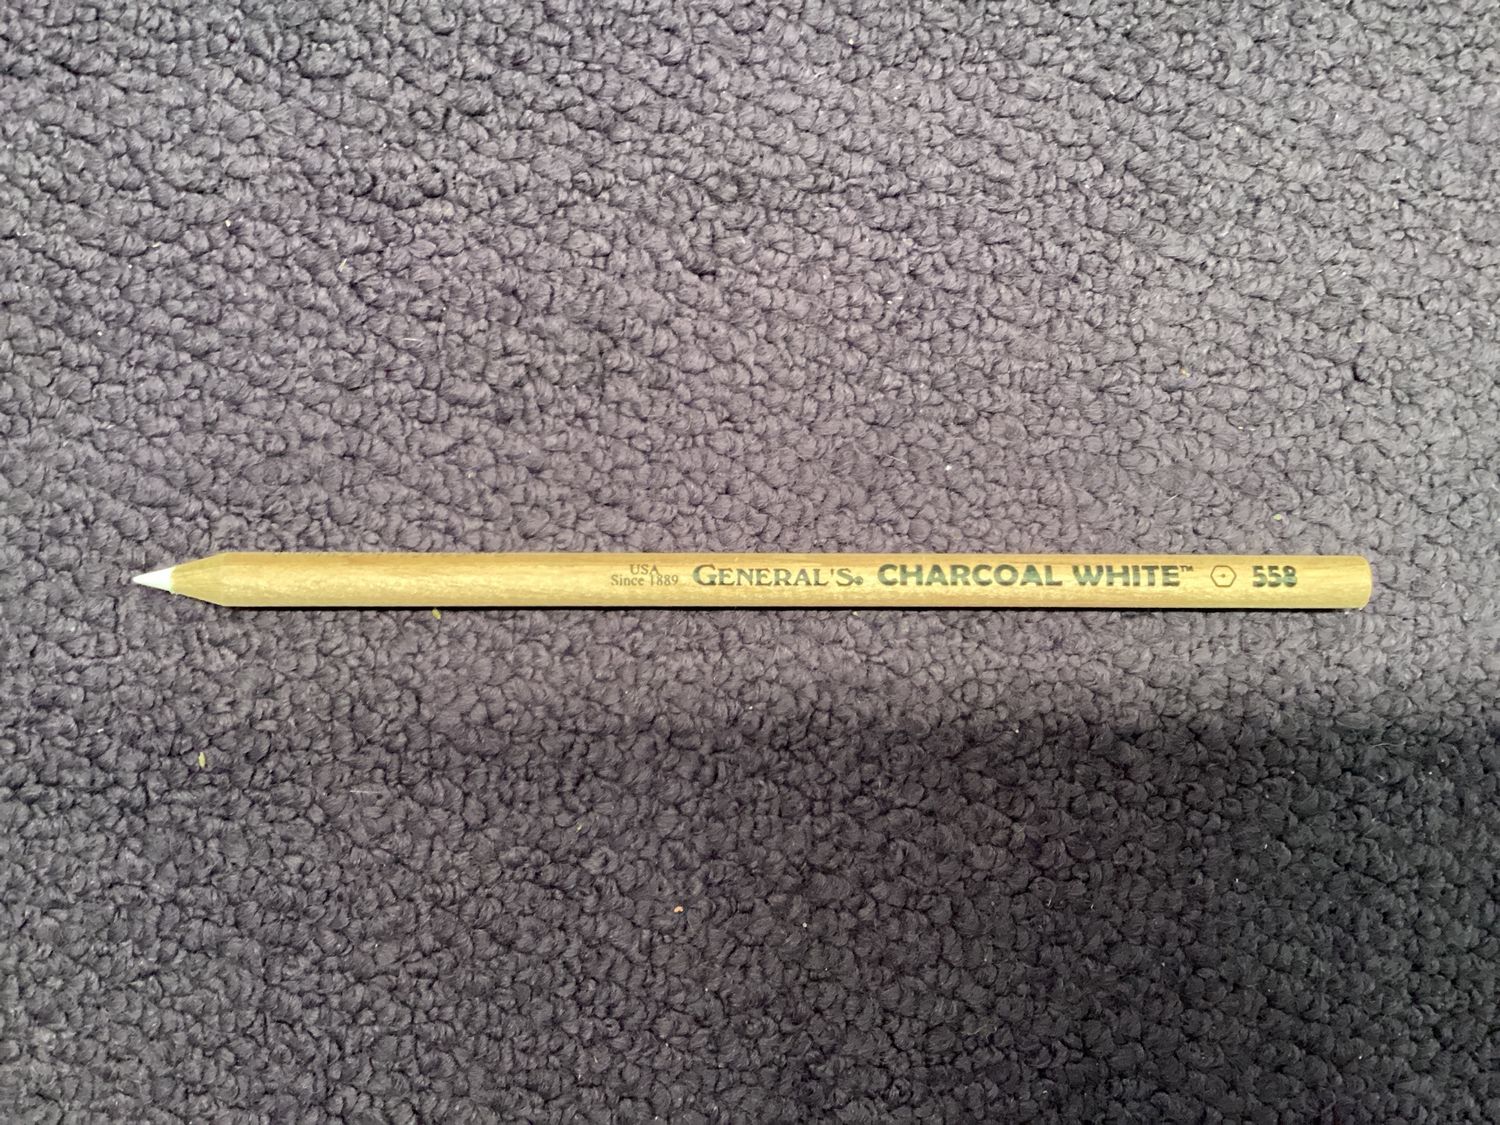 USA
Since 1889
GENERAL'S® CHARCOAL WHITE™ 558